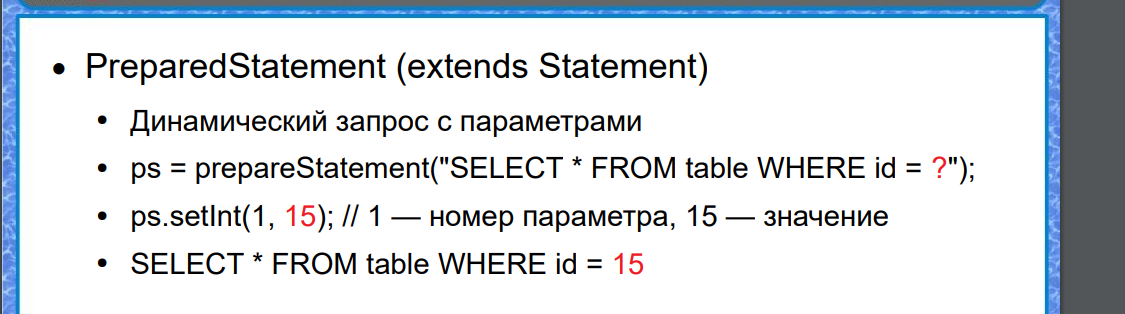 PreparedStatement (extends Statement)
Динамический запрос с параметрами
ps = prepareStatement("SELECT * FROM table WHERE id = ?");
ps.setInt(1, 15); // 1 — номер параметра, 15 — значение
SELECT * FROM table WHERE id = 15